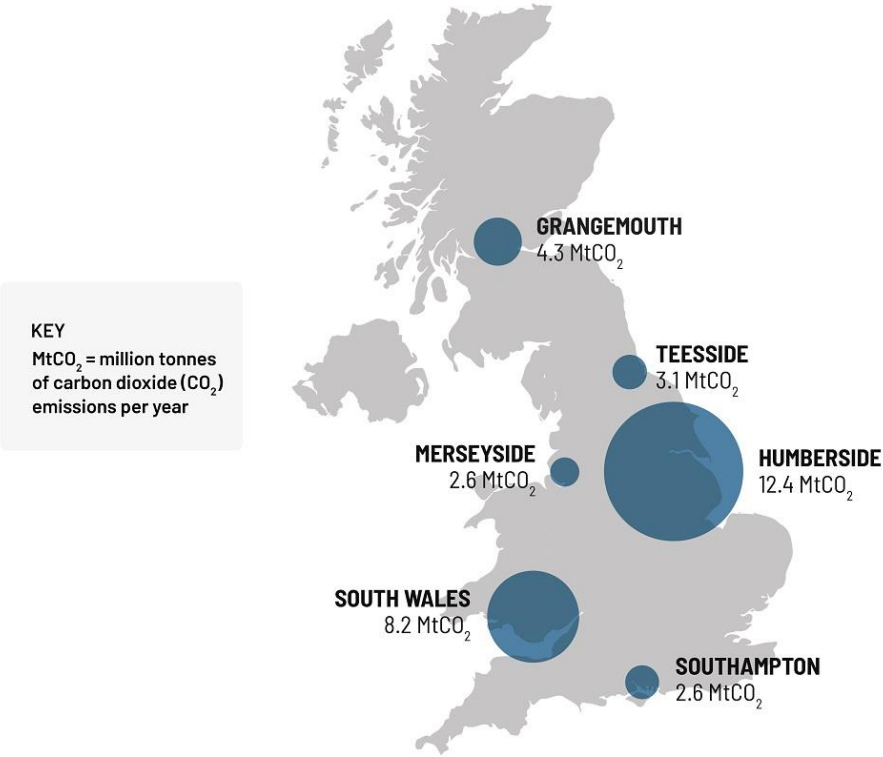 GRANGEMOUTH
4.3 MtCO₂
KEY
MtCO₂ = million tonnes
of carbon dioxide (CO₂)
emissions per year
TEESSIDE
3.1 MtCO₂
MERSEYSIDE
2.6 MtCO₂
HUMBERSIDE
12.4 MtCO₂
SOUTH WALES
8.2 MtCO₂
SOUTHAMPTON
2.6 MtCO₂